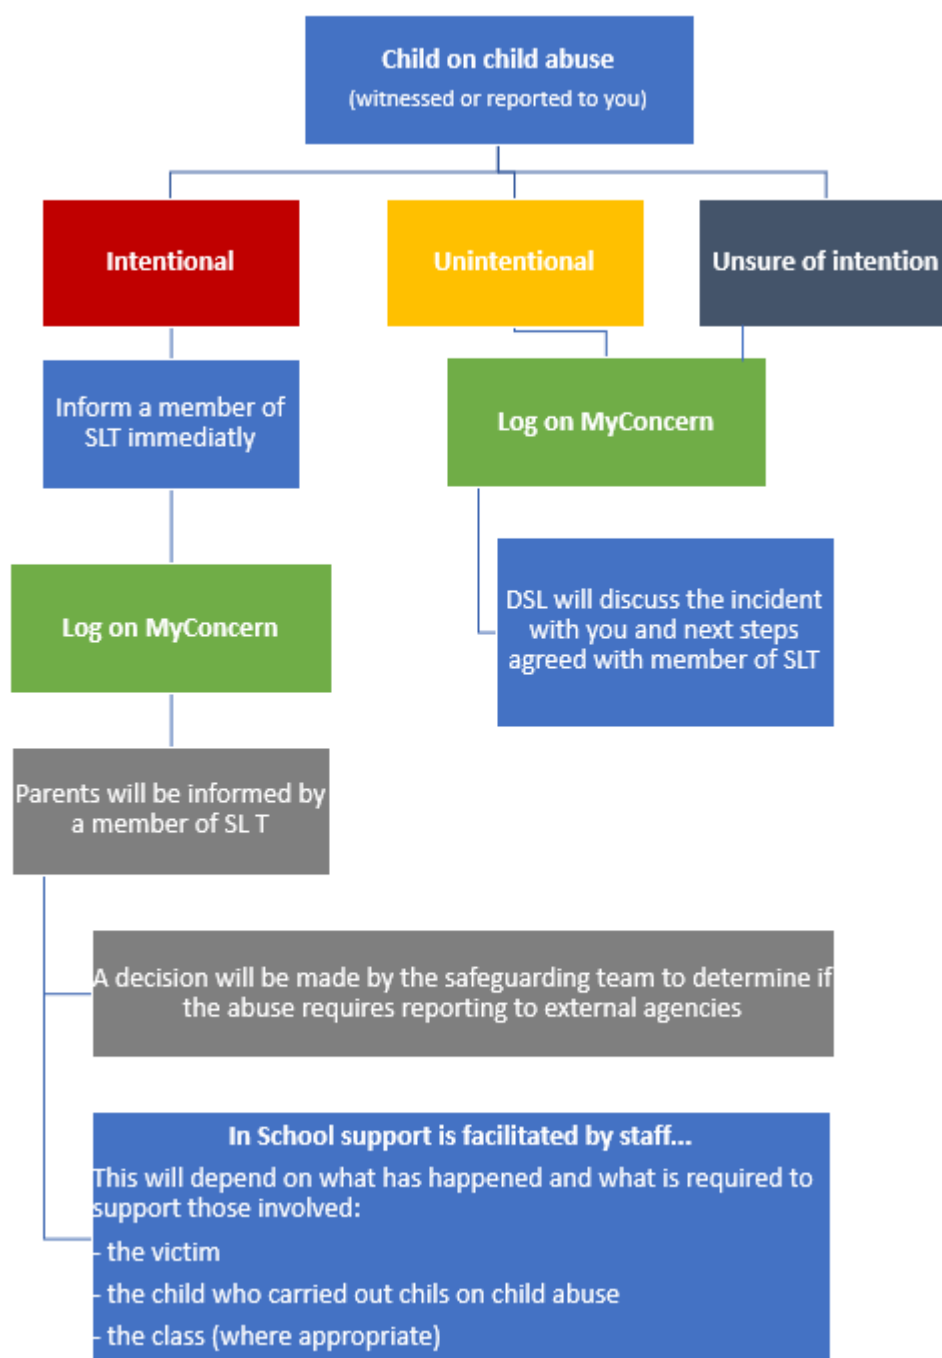 Child on child abuse
(witnessed or reported to you)
Intentional
Unintentional
Unsure of intention
Inform a member of
SLT immediatly
Log on MyConcern
Log on MyConcern
DSL will discuss the incident
with you and next steps
agreed with member of SLT
Parents will be informed by
a member of SL T
A decision will be made by the safeguarding team to determine if
the abuse requires reporting to external agencies
In School support is facilitated by staff...
This will depend on what has happened and what is required to
support those involved:
- the victim
- the child who carried out chils on child abuse
- the class (where appropriate)